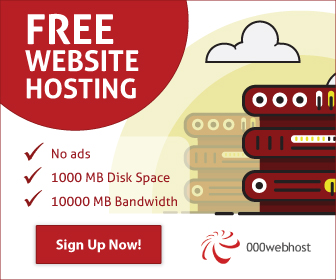 FREE
WEBSITE
HOSTING
No ads
1000 MB Disk Space
10000 MB Bandwidth
Sign Up Now!
000webhost